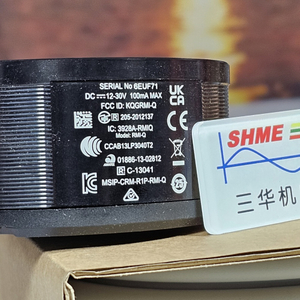 SERIAL No 6EUF71
DC ⎓ 12-30V 100mA MAX
FCC ID: KQGRMI-Q
R 205-2012137
UK
CA
IC: 3928A-RMIQ
Model: RMI-Q
CCAB13LP3040T2
01886-13-02812
C-13041
MSIP-CRM-R1P-RMI-Q
SHME
三华机